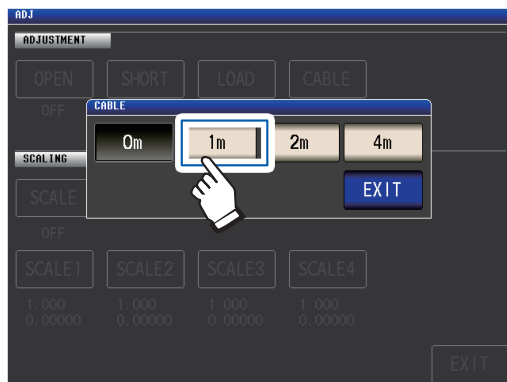 ADJ
ADJUSTMENT
OPEN SHORT LOAD CABLE
OFF
CABLE
0m 1m 2m 4m
EXIT
SCALING
SCALE
OFF
SCALE1 SCALE2 SCALE3 SCALE4
1.000 1.000 1.000 1.000
0.00000 0.00000 0.00000 0.00000
EXIT